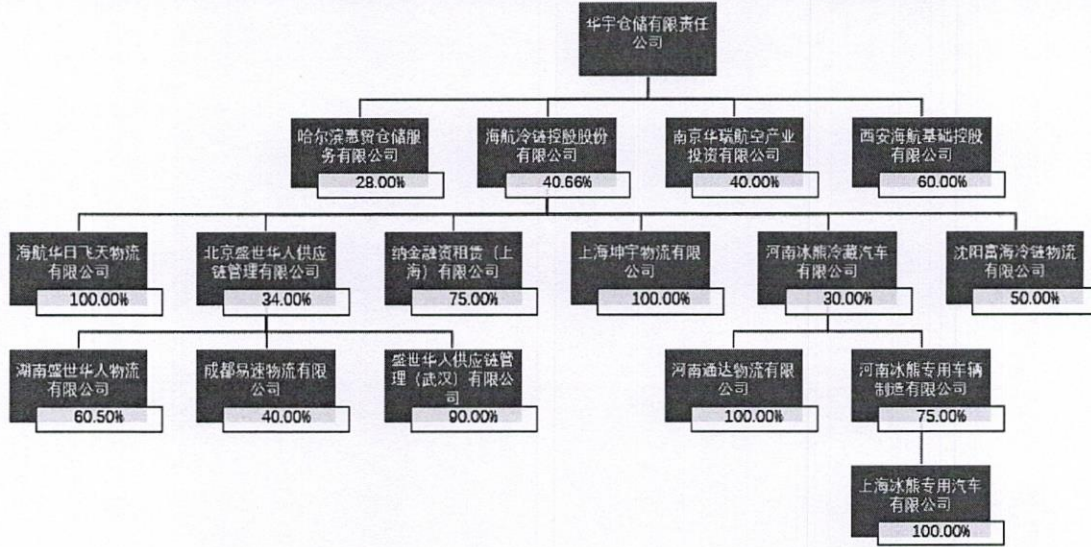 华宇仓储有限责任
公司
哈尔滨惠贸仓储服
务有限公司
28.00%
海航冷链控股股份
有限公司
40.66%
南京华瑞航空产业
投资有限公司
40.00%
西安海航基础控股
有限公司
60.00%
海航华日飞天物流
有限公司
100.00%
北京盛世华人供应
链管理有限公司
34.00%
纳金融资租赁（上
海）有限公司
75.00%
上海坤宇物流有限
公司
100.00%
河南冰熊冷藏汽车
有限公司
30.00%
沈阳富海冷链物流
有限公司
50.00%
湖南盛世华人物流
有限公司
60.50%
成都易速物流有限
公司
40.00%
盛世华人供应链管
理（武汉）有限公
司
90.00%
河南通达物流有限
公司
100.00%
河南冰熊专用车辆
制造有限公司
75.00%
上海冰熊专用汽车
有限公司
100.00%